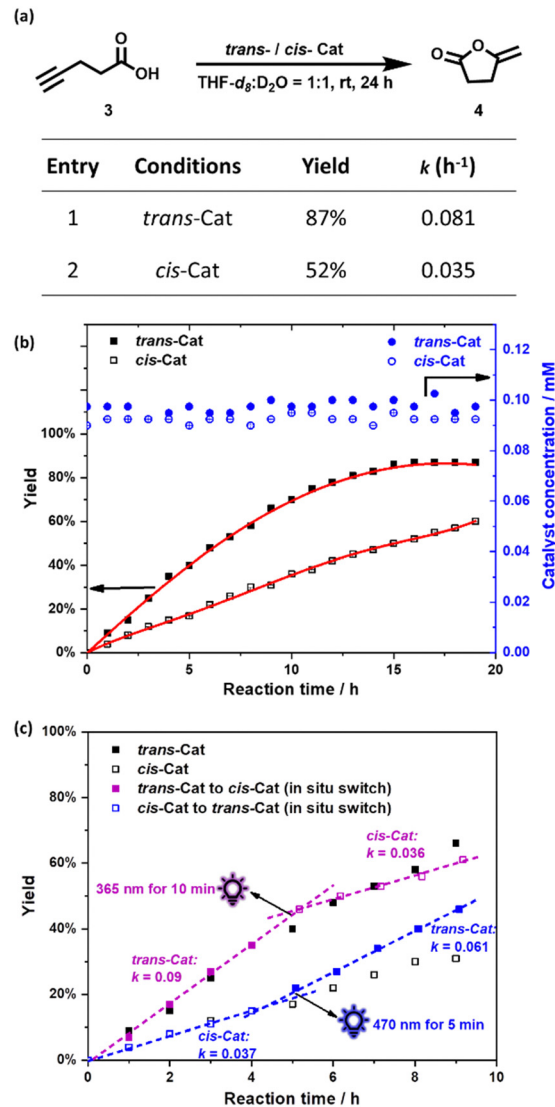 (a)
O
OH
3
trans- / cis- Cat
THF-d8:D2O = 1:1, rt, 24 h
O
O
4
Entry Conditions Yield k (h-1)
1 trans-Cat 87% 0.081
2 cis-Cat 52% 0.035
(b)
trans-Cat
cis-Cat
trans-Cat
cis-Cat
100%
80%
60%
40%
20%
0%
Yield
0.12
0.10
0.08
0.06
0.04
0.02
0.00
Catalyst concentration / mM
0 5 10 15 20
Reaction time / h
(c)
100%
80%
60%
40%
20%
0%
Yield
trans-Cat
cis-Cat
trans-Cat to cis-Cat (in situ switch)
cis-Cat to trans-Cat (in situ switch)
cis-Cat:
k = 0.036
365 nm for 10 min
trans-Cat:
k = 0.061
trans-Cat:
k = 0.09
cis-Cat:
k = 0.037
470 nm for 5 min
0 2 4 6 8 10
Reaction time / h